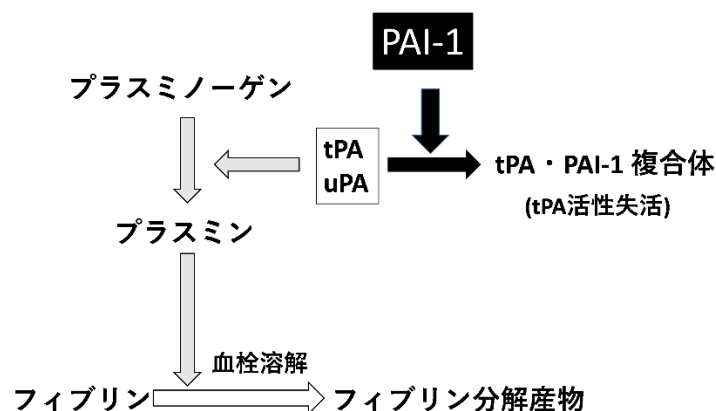 PAI-1
プラスミノーゲン
tPA
uPA
tPA・PAI-1 複合体
(tPA活性失活)
プラスミン
血栓溶解
フィブリン
フィブリン分解産物